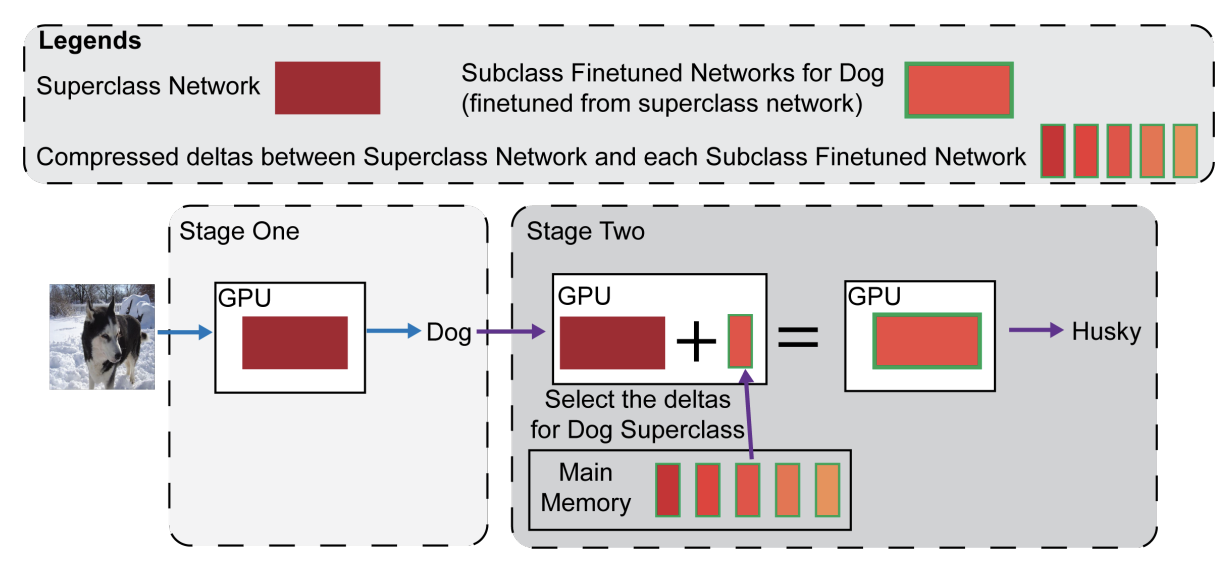 Legends
Superclass Network
Subclass Finetuned Networks for Dog
(finetuned from superclass network)
Compressed deltas between Superclass Network and each Subclass Finetuned Network
Stage One
GPU
Dog
Stage Two
GPU
+
=
GPU
Husky
Select the deltas
for Dog Superclass
Main
Memory